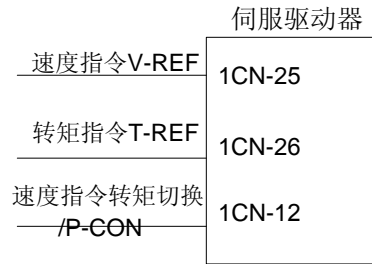 伺服驱动器
速度指令V-REF
1CN-25
转矩指令T-REF
1CN-26
速度指令转矩切换
/P-CON
1CN-12